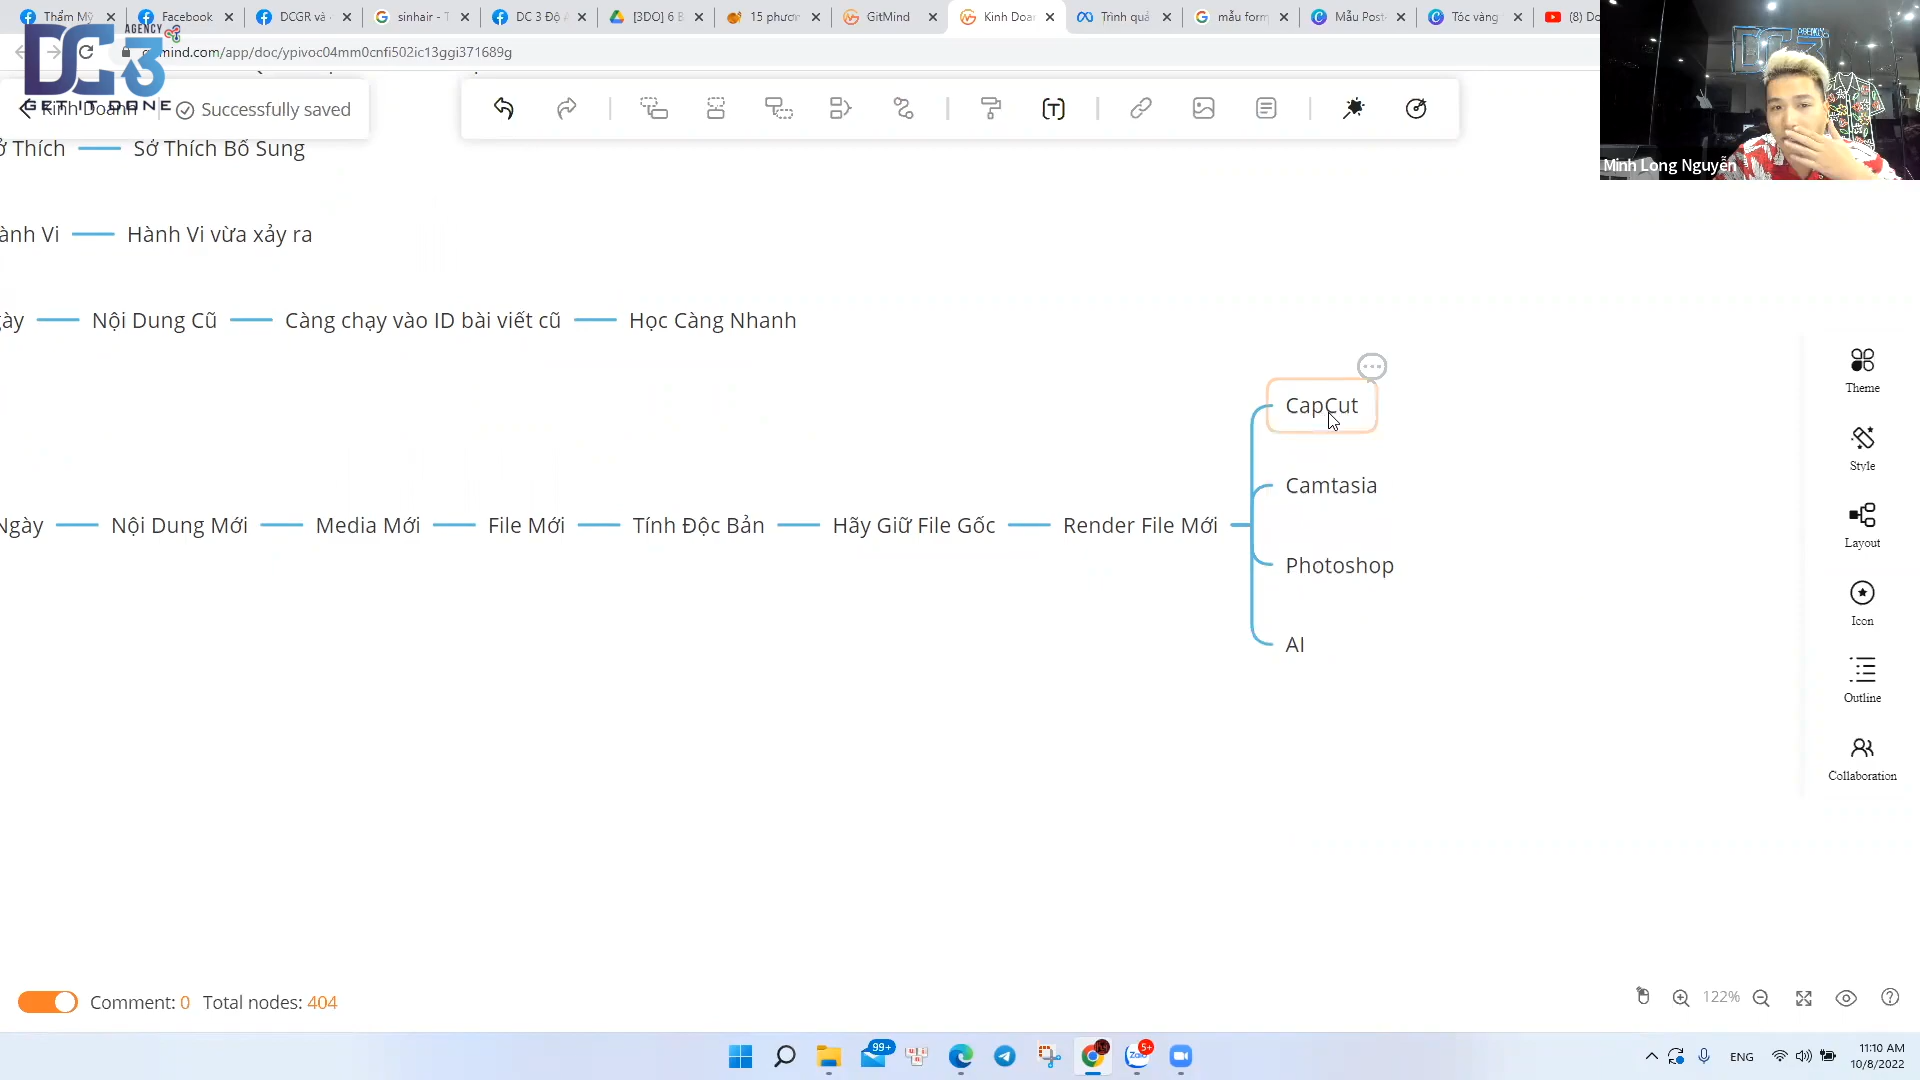 Thẩm Mỹ
Facebook
DCGR và
sinhair - T
DC 3 Độ A
[3DO] 6 B
15 phươn
GitMind
Kinh Doan
Trình quả
mẫu form
Mẫu Post
Tóc vàng
(8) Do
mind.com/app/doc/ypivoc04mm0cnfi502ic13ggi371689g
AGENCY
DC3
GET IT DONE
Kinh Doanh
Successfully saved
Minh Long Nguyễn
Thích
Sở Thích Bổ Sung
ành Vi
Hành Vi vừa xảy ra
gày
Nội Dung Cũ
Càng chạy vào ID bài viết cũ
Học Càng Nhanh
Ngày
Nội Dung Mới
Media Mới
File Mới
Tính Độc Bản
Hãy Giữ File Gốc
Render File Mới
CapCut
Camtasia
Photoshop
AI
Theme
Style
Layout
Icon
Outline
Collaboration
Comment: 0 Total nodes: 404
122%
99+
5+
ENG
11:10 AM
10/8/2022